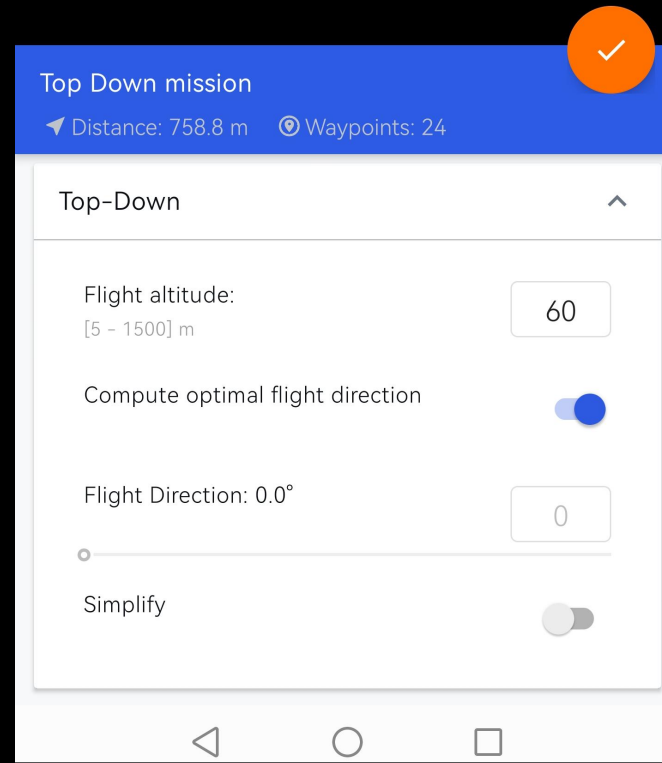 Top Down mission
Distance: 758.8 m Waypoints: 24
Top-Down
Flight altitude:
[5 - 1500] m
60
Compute optimal flight direction
Flight Direction: 0.0°
0
Simplify